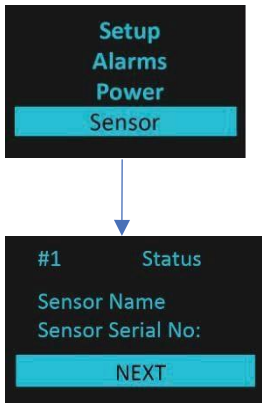 Setup
Alarms
Power
Sensor
#1 Status
Sensor Name
Sensor Serial No:
NEXT